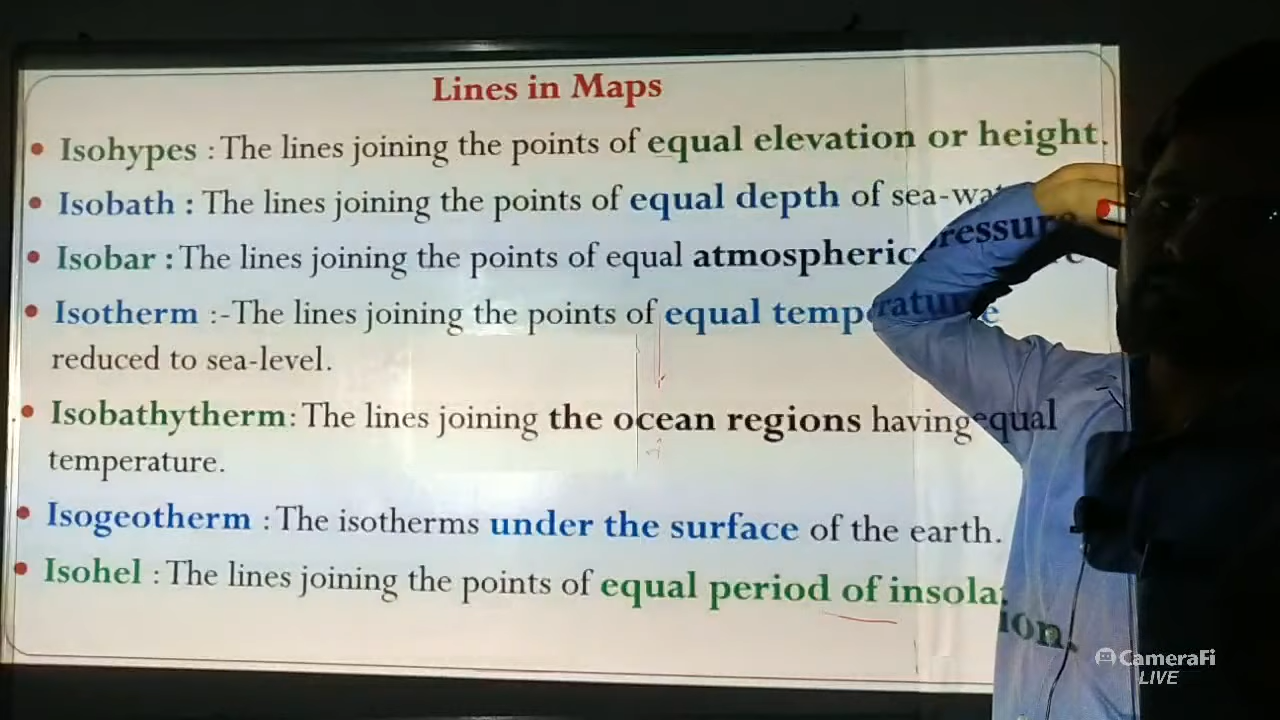 Lines in Maps
• Isohypes : The lines joining the points of equal elevation or height.
• Isobath : The lines joining the points of equal depth of sea-wat
• Isobar : The lines joining the points of equal atmospheric pressure
• Isotherm :-The lines joining the points of equal temperature
reduced to sea-level.
• Isobathytherm: The lines joining the ocean regions having equal
temperature.
• Isogeotherm : The isotherms under the surface of the earth.
• Isohel : The lines joining the points of equal period of insolation.
CameraFi
LIVE